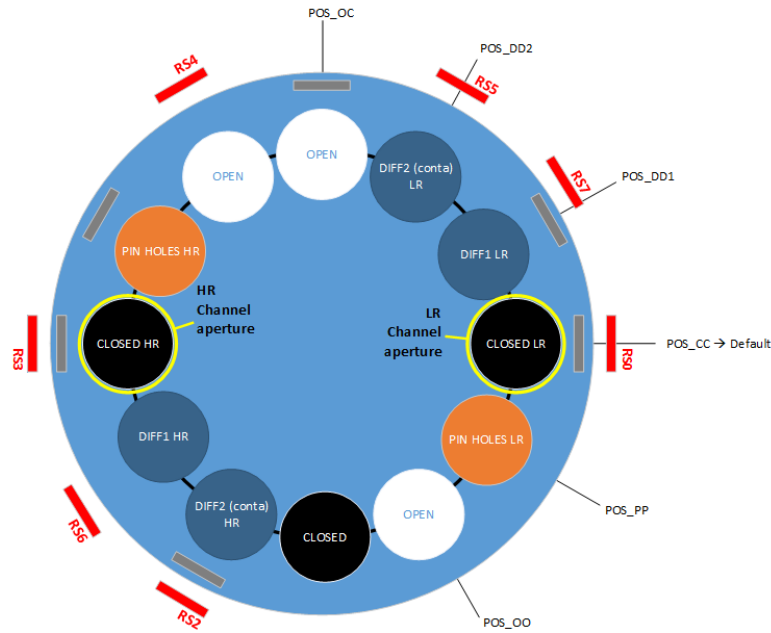 POS_OC
POS_DD2
RS4
RS5
OPEN
OPEN
DIFF2 (conta)
LR
RS7
POS_DD1
PIN HOLES HR
DIFF1 LR
HR
Channel
aperture
LR
Channel
aperture
RS3
CLOSED HR
CLOSED LR
RS0
POS_CC → Default
DIFF1 HR
PIN HOLES LR
RS6
DIFF2 (conta)
HR
CLOSED
OPEN
POS_PP
RS2
POS_OO